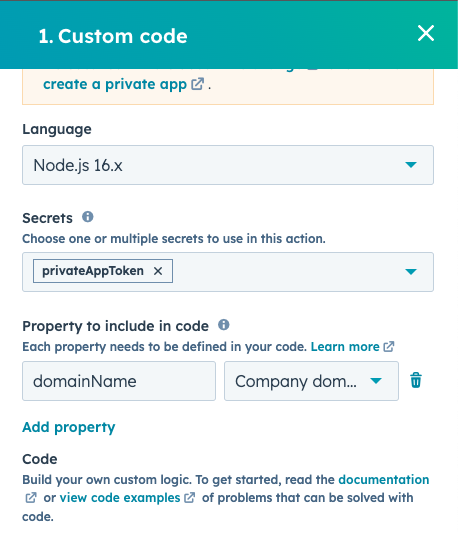 1. Custom code
create a private app .
Language
Node.js 16.x
Secrets
Choose one or multiple secrets to use in this action.
privateAppToken ×
Property to include in code
Each property needs to be defined in your code. Learn more
domainName
Company dom...
Add property
Code
Build your own custom logic. To get started, read the documentation
or view code examples of problems that can be solved with
code.